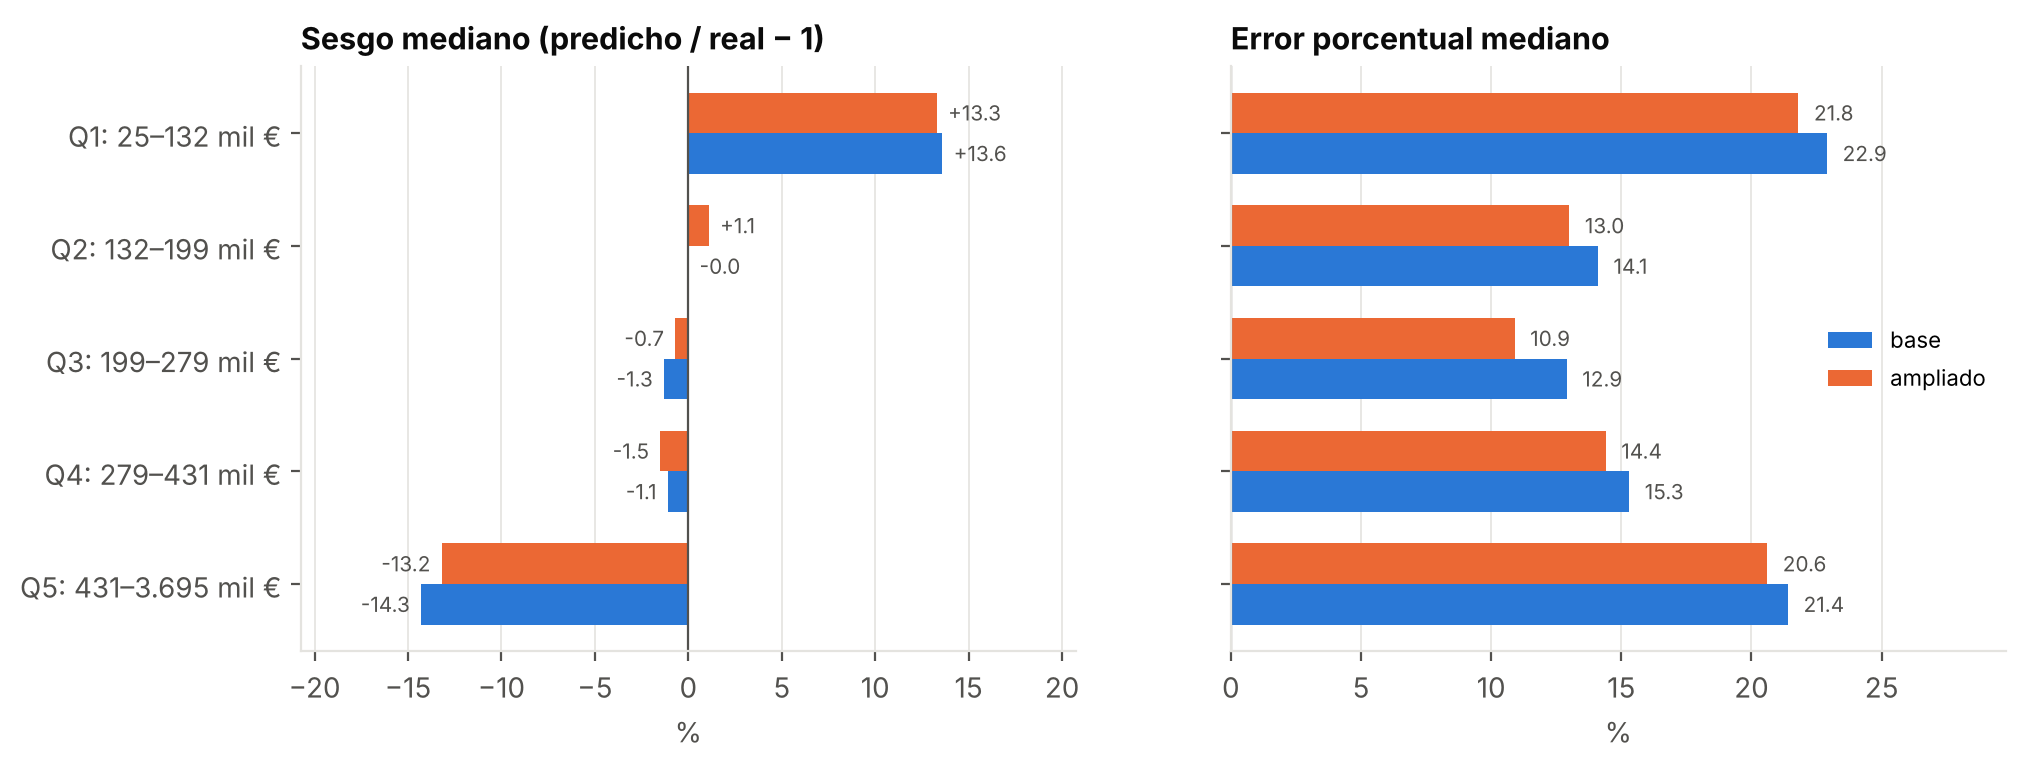 Sesgo mediano (predicho / real − 1)
Q1: 25–132 mil €
Q2: 132–199 mil €
Q3: 199–279 mil €
Q4: 279–431 mil €
Q5: 431–3.695 mil €
+13.3
+13.6
+1.1
-0.0
-0.7
-1.3
-1.5
-1.1
-13.2
-14.3
−20 −15 −10 −5 0 5 10 15 20
%
Error porcentual mediano
21.8
22.9
13.0
14.1
10.9
12.9
14.4
15.3
20.6
21.4
base
ampliado
0 5 10 15 20 25
%